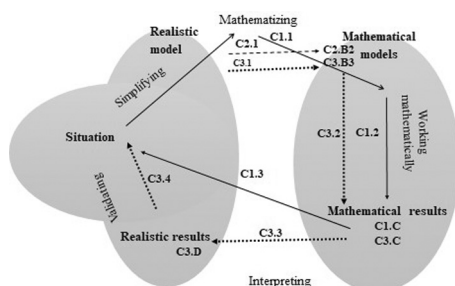 Mathematizing
Realistic model
Mathematical models
C1.1
C2.1
C2.B2
C3.1
C3.B3
Simplifying
Situation
C3.2
C1.2
Working mathematically
C1.3
C3.4
Validating
Mathematical results
C1.C
C3.C
Realistic results
C3.D
C3.3
Interpreting